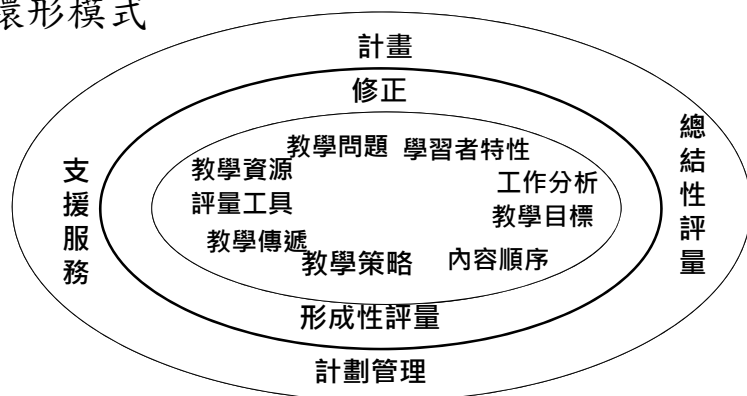 環形模式
計畫
修正
教學問題
學習者特性
教學資源
工作分析
評量工具
教學目標
教學傳遞
內容順序
教學策略
形成性評量
計劃管理
支援服務
總結性評量